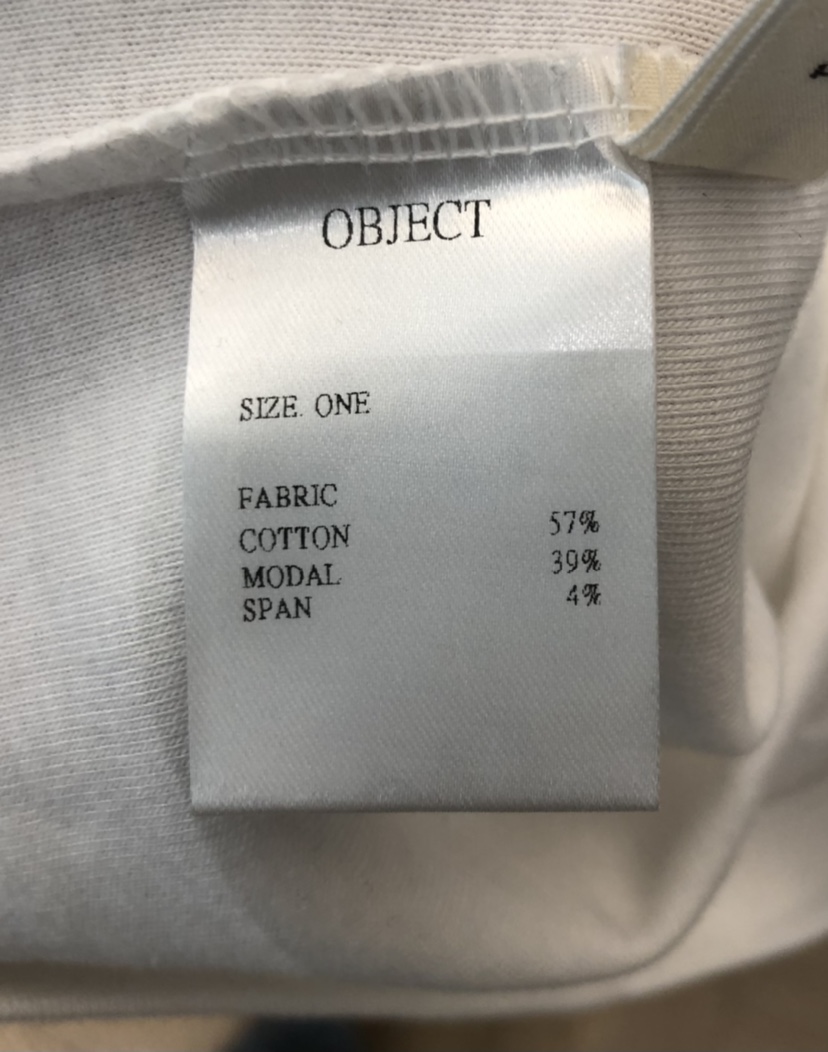 OBJECT
SIZE. ONE
FABRIC
COTTON 57%
MODAL 39%
SPAN 4%